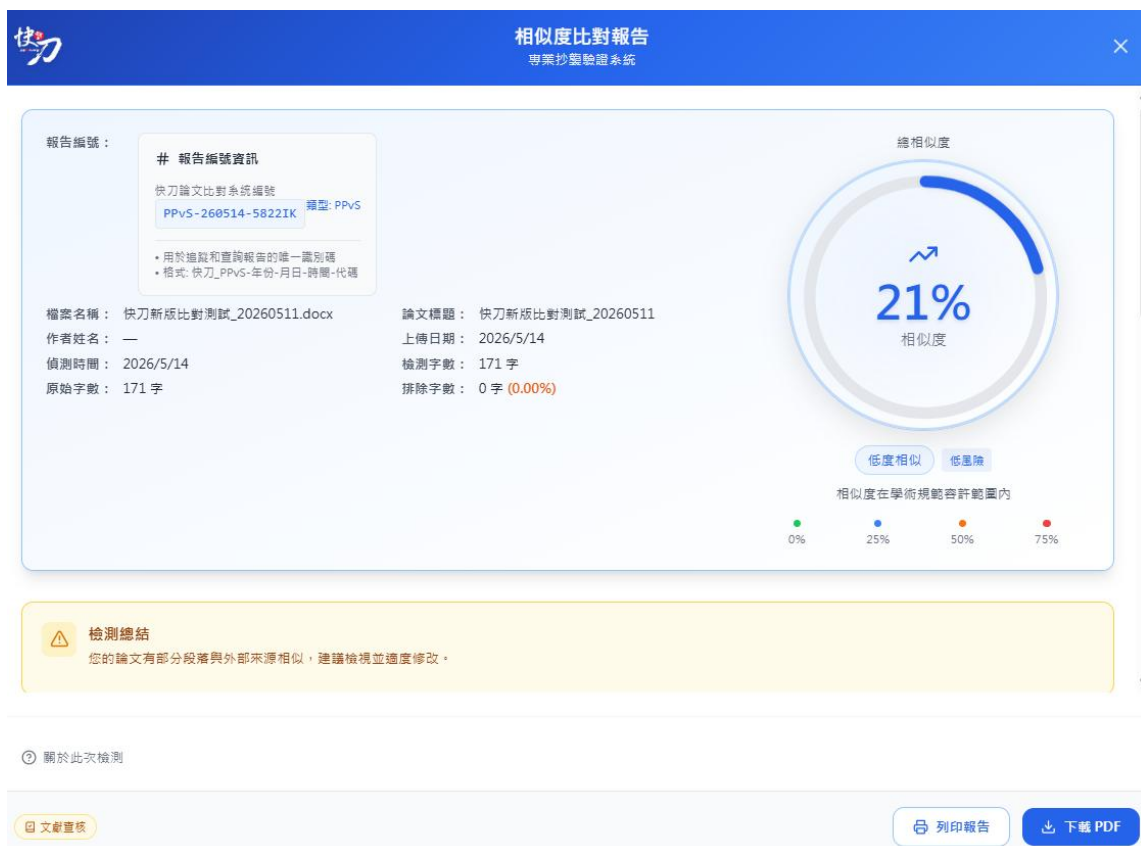 快刀
相似度比對報告
專業抄襲驗證系統
報告編號：
# 報告編號資訊
快刀論文比對系統編號
PPvS-260514-5822IK
類型: PPvS
• 用於追蹤和查詢報告的唯一識別碼
• 格式: 快刀_PPvS-年份-月日-時間-代碼
總相似度
21%
相似度
檔案名稱： 快刀新版比對測試_20260511.docx
論文標題： 快刀新版比對測試_20260511
作者姓名： —
上傳日期： 2026/5/14
偵測時間： 2026/5/14
檢測字數： 171 字
原始字數： 171 字
排除字數： 0 字 (0.00%)
低度相似
低風險
相似度在學術規範容許範圍內
0%
25%
50%
75%
檢測總結
您的論文有部分段落與外部來源相似，建議檢視並適度修改。
關於此次檢測
文獻查核
列印報告
下載 PDF